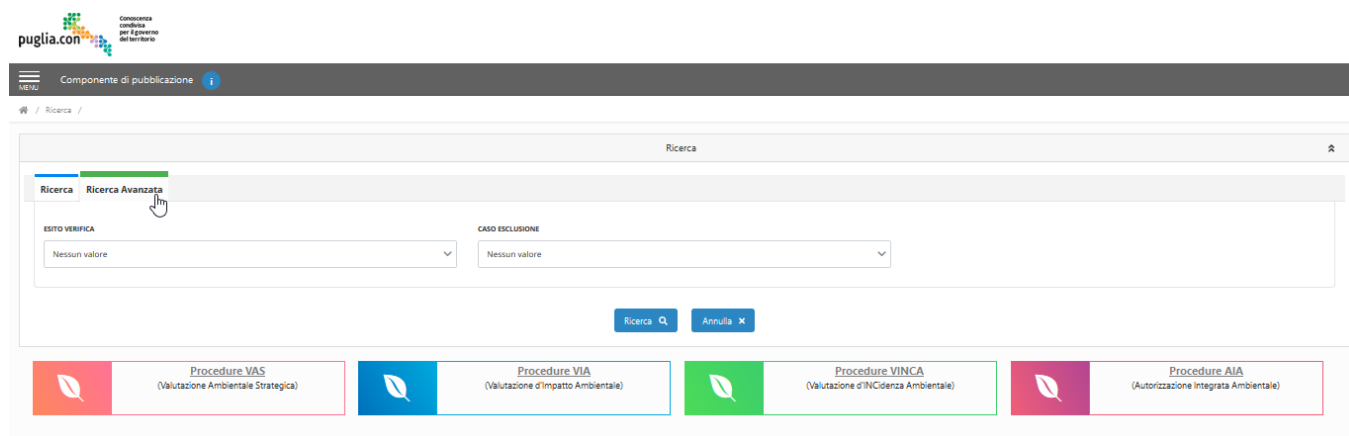 puglia.con
Conoscenza
condivisa
per il governo
del territorio
MENU
Componente di pubblicazione i
/ Ricerca /
Ricerca
Ricerca Ricerca Avanzata
ESITO VERIFICA CASO ESCLUSIONE
Nessun valore Nessun valore
Ricerca Annulla
Procedure VAS
(Valutazione Ambientale Strategica)
Procedure VIA
(Valutazione d'Impatto Ambientale)
Procedure VINCA
(Valutazione d'INCidenza Ambientale)
Procedure AIA
(Autorizzazione Integrata Ambientale)